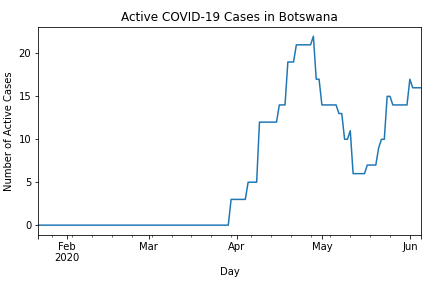 Active COVID-19 Cases in Botswana
Number of Active Cases
20
15
10
5
0
Feb
2020
Mar
Apr
May
Jun
Day